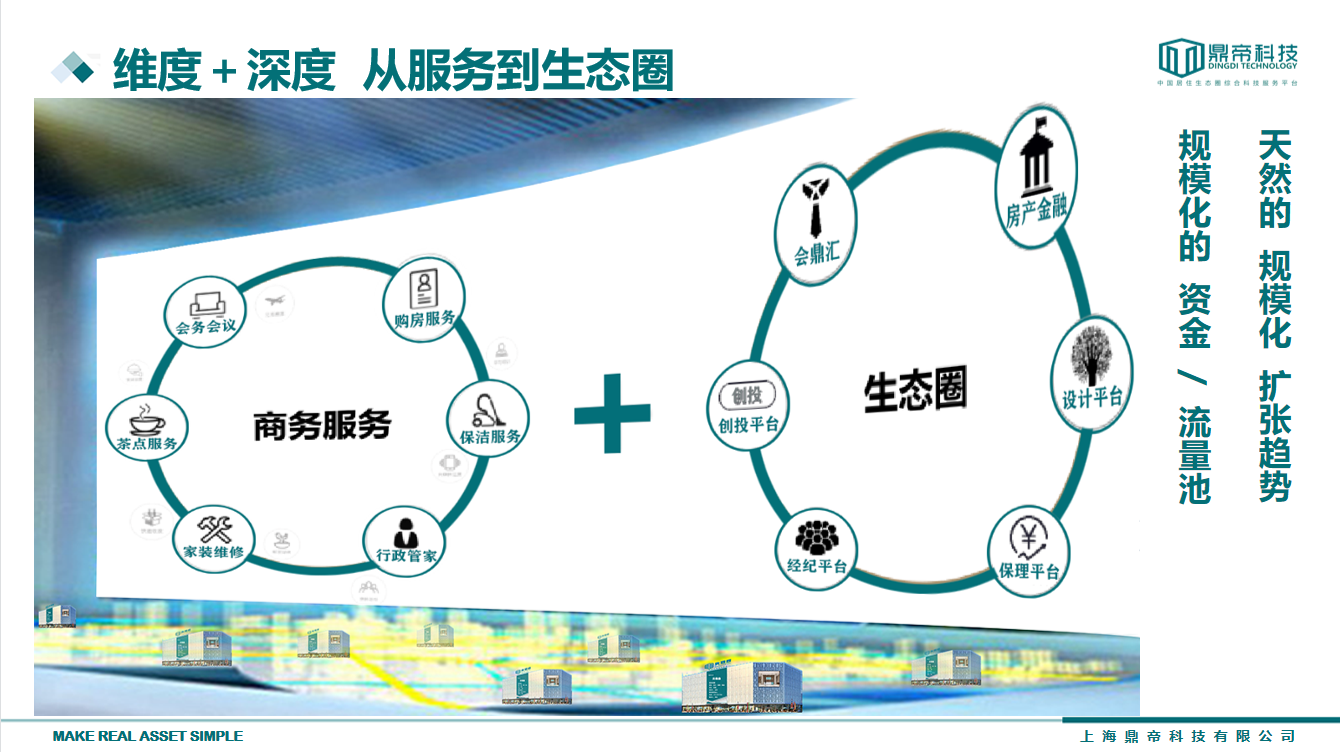 维度＋深度 从服务到生态圈
鼎帝科技
DINGDI TECHNOLOGY
中国居住生态圈综合科技服务平台
天然的 规模化 扩张趋势
规模化的 资金 / 流量池
商务服务
会务会议
购房服务
保洁服务
行政管家
家装维修
茶点服务
+
生态圈
会鼎汇
房产金融
设计平台
保理平台
经纪平台
创投
创投平台
MAKE REAL ASSET SIMPLE
上海鼎帝科技有限公司